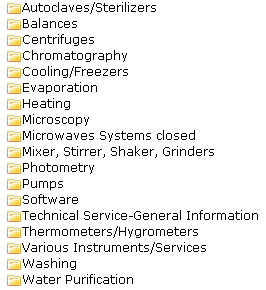 Autoclaves/Sterilizers
Balances
Centrifuges
Chromatography
Cooling/Freezers
Evaporation
Heating
Microscopy
Microwaves Systems closed
Mixer, Stirrer, Shaker, Grinders
Photometry
Pumps
Software
Technical Service-General Information
Thermometers/Hygrometers
Various Instruments/Services
Washing
Water Purification